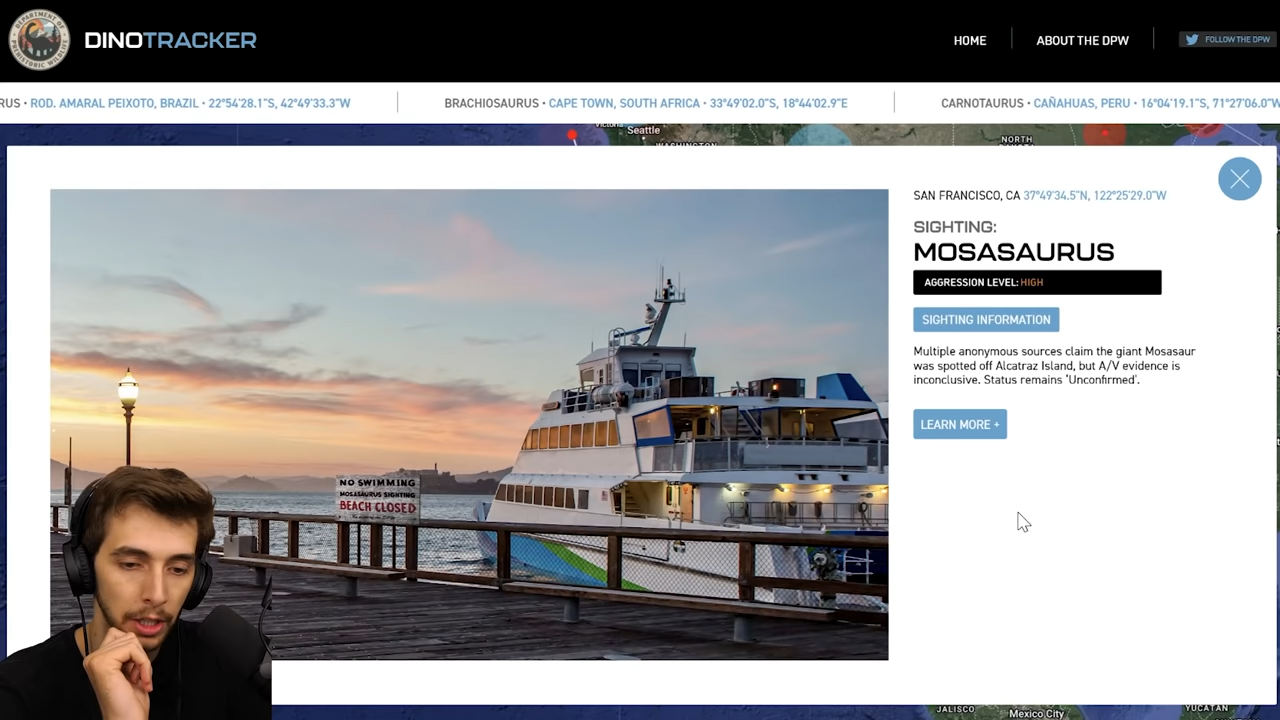 DEPARTMENT OF
PREHISTORIC WILDLIFE
DINOTRACKER
HOME
ABOUT THE DPW
FOLLOW THE DPW
RUS • ROD. AMARAL PEIXOTO, BRAZIL • 22°54'28.1"S, 42°49'33.3"W
BRACHIOSAURUS • CAPE TOWN, SOUTH AFRICA • 33°49'02.0"S, 18°44'02.9"E
CARNOTAURUS • CAÑAHUAS, PERU • 16°04'19.1"S, 71°27'06.0"W
Victoria
Seattle
WASHINGTON
NORTH
SAN FRANCISCO, CA 37°49'34.5"N, 122°25'29.0"W
SIGHTING:
MOSASAURUS
AGGRESSION LEVEL: HIGH
SIGHTING INFORMATION
Multiple anonymous sources claim the giant Mosasaur
was spotted off Alcatraz Island, but A/V evidence is
inconclusive. Status remains 'Unconfirmed'.
LEARN MORE +
NO SWIMMING
MOSASAURUS SIGHTING
BEACH CLOSED
JALISCO
Mexico City
YUCATAN